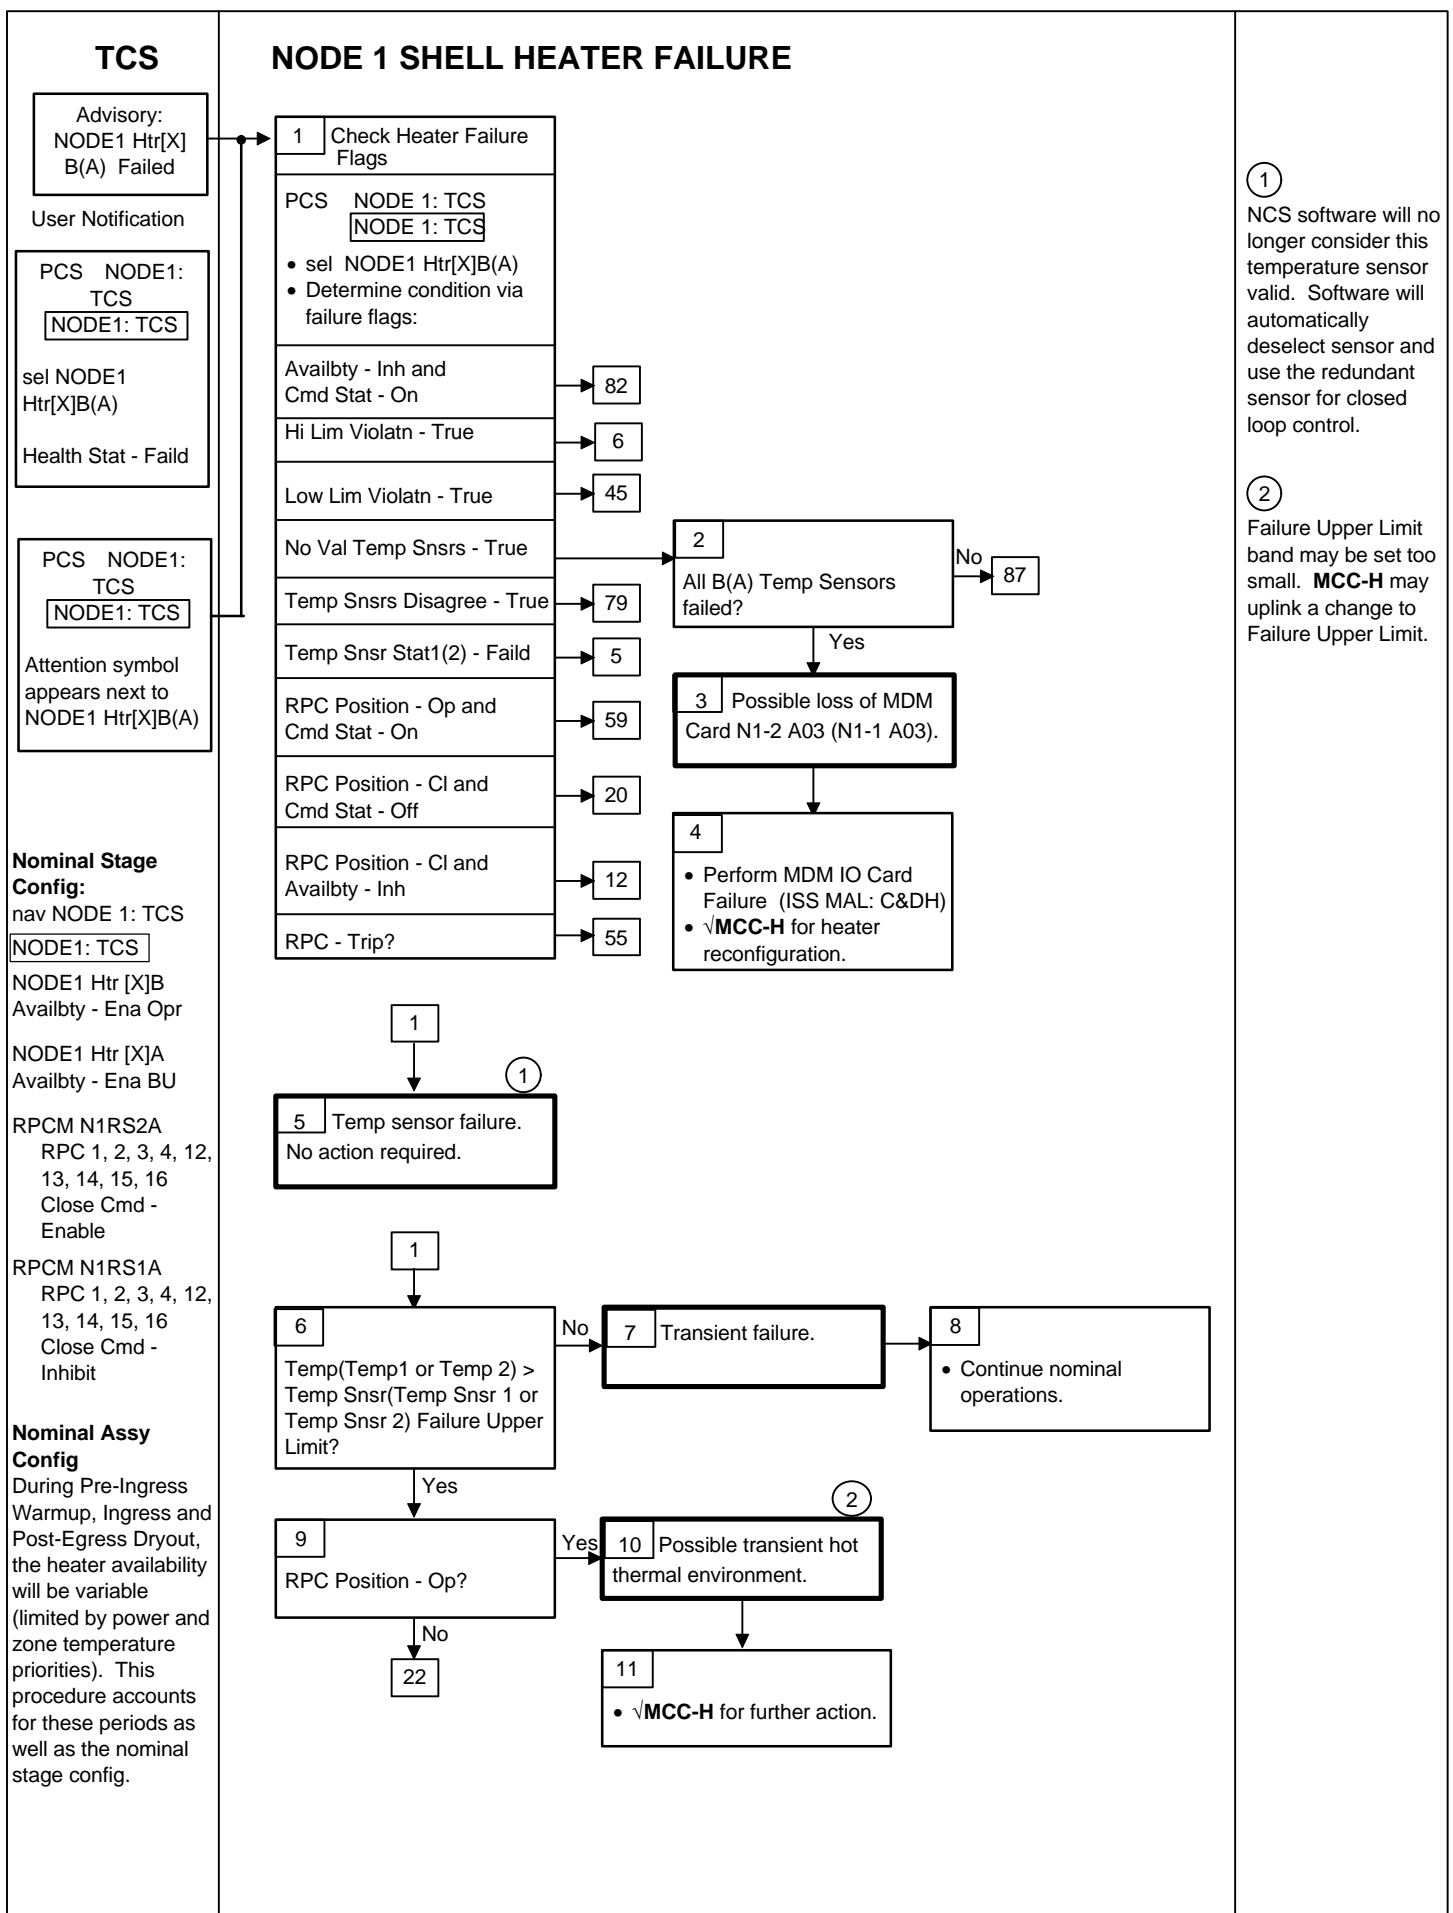 TCS
NODE 1 SHELL HEATER FAILURE
Advisory:
NODE1 Htr[X]
B(A) Failed
User Notification
PCS NODE1:
TCS
NODE1: TCS
sel NODE1
Htr[X]B(A)
Health Stat - Faild
PCS NODE1:
TCS
NODE1: TCS
Attention symbol
appears next to
NODE1 Htr[X]B(A)
Nominal Stage
Config:
nav NODE 1: TCS
NODE1: TCS
NODE1 Htr [X]B
Availbty - Ena Opr
NODE1 Htr [X]A
Availbty - Ena BU
RPCM N1RS2A
RPC 1, 2, 3, 4, 12,
13, 14, 15, 16
Close Cmd -
Enable
RPCM N1RS1A
RPC 1, 2, 3, 4, 12,
13, 14, 15, 16
Close Cmd -
Inhibit
Nominal Assy
Config
During Pre-Ingress
Warmup, Ingress and
Post-Egress Dryout,
the heater availability
will be variable
(limited by power and
zone temperature
priorities). This
procedure accounts
for these periods as
well as the nominal
stage config.
1 Check Heater Failure
Flags
PCS NODE 1: TCS
NODE 1: TCS
• sel NODE1 Htr[X]B(A)
• Determine condition via
failure flags:
Availbty - Inh and
Cmd Stat - On
82
Hi Lim Violatn - True
6
Low Lim Violatn - True
45
No Val Temp Snsrs - True
Temp Snsrs Disagree - True
79
Temp Snsr Stat1(2) - Faild
5
RPC Position - Op and
Cmd Stat - On
59
RPC Position - Cl and
Cmd Stat - Off
20
RPC Position - Cl and
Availbty - Inh
12
RPC - Trip?
55
2
All B(A) Temp Sensors
failed?
No
87
Yes
3 Possible loss of MDM
Card N1-2 A03 (N1-1 A03).
4
• Perform MDM IO Card
Failure (ISS MAL: C&DH)
• √MCC-H for heater
reconfiguration.
1
1
5 Temp sensor failure.
No action required.
1
6
Temp(Temp1 or Temp 2) >
Temp Snsr(Temp Snsr 1 or
Temp Snsr 2) Failure Upper
Limit?
No
7 Transient failure.
8
• Continue nominal
operations.
Yes
9
RPC Position - Op?
Yes
2
10 Possible transient hot
thermal environment.
No
22
11
• √MCC-H for further action.
1
NCS software will no
longer consider this
temperature sensor
valid. Software will
automatically
deselect sensor and
use the redundant
sensor for closed
loop control.
2
Failure Upper Limit
band may be set too
small. MCC-H may
uplink a change to
Failure Upper Limit.